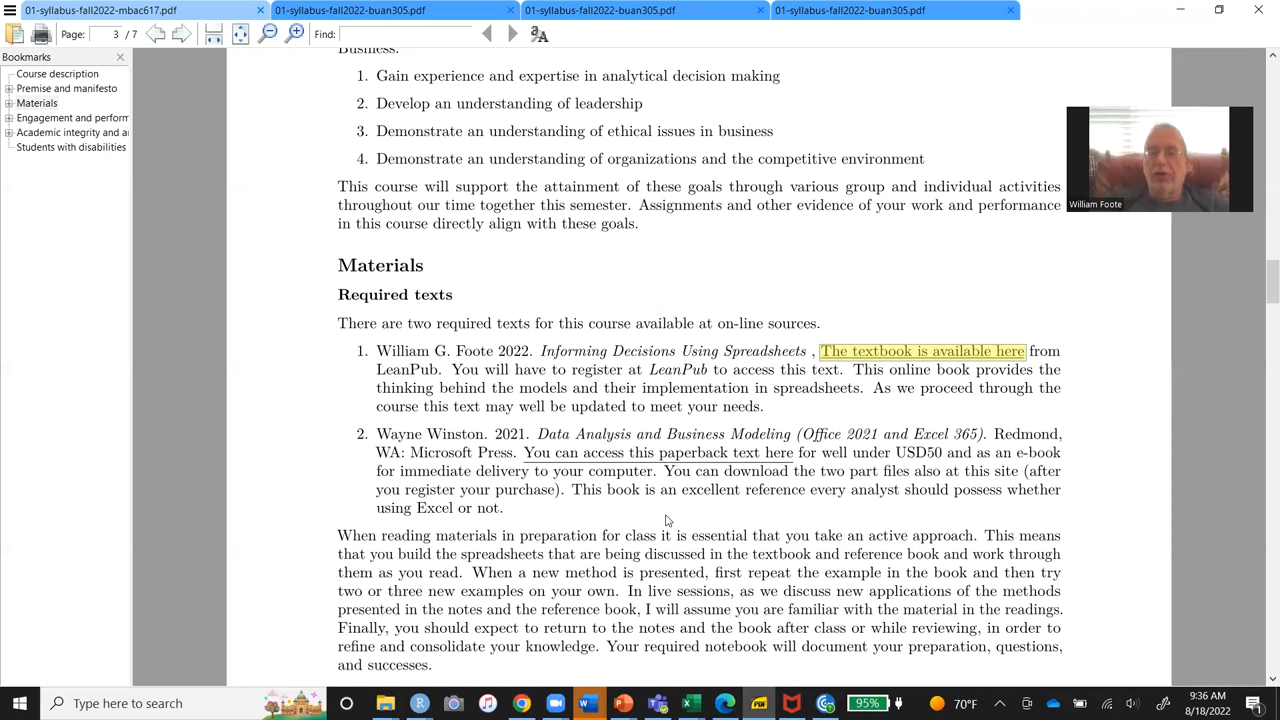 01-syllabus-fall2022-mbac617.pdf
01-syllabus-fall2022-buan305.pdf
01-syllabus-fall2022-buan305.pdf
01-syllabus-fall2022-buan305.pdf
Page: 3 / 7
Find:
Bookmarks
Course description
Premise and manifesto
Materials
Engagement and perform
Academic integrity and ar
Students with disabilities
Business.
1. Gain experience and expertise in analytical decision making
2. Develop an understanding of leadership
3. Demonstrate an understanding of ethical issues in business
4. Demonstrate an understanding of organizations and the competitive environment
This course will support the attainment of these goals through various group and individual activities
throughout our time together this semester. Assignments and other evidence of your work and performance
in this course directly align with these goals.
Materials
Required texts
There are two required texts for this course available at on-line sources.
1. William G. Foote 2022. Informing Decisions Using Spreadsheets , The textbook is available here from
LeanPub. You will have to register at LeanPub to access this text. This online book provides the
thinking behind the models and their implementation in spreadsheets. As we proceed through the
course this text may well be updated to meet your needs.
2. Wayne Winston. 2021. Data Analysis and Business Modeling (Office 2021 and Excel 365). Redmond,
WA: Microsoft Press. You can access this paperback text here for well under USD50 and as an e-book
for immediate delivery to your computer. You can download the two part files also at this site (after
you register your purchase). This book is an excellent reference every analyst should possess whether
using Excel or not.
When reading materials in preparation for class it is essential that you take an active approach. This means
that you build the spreadsheets that are being discussed in the textbook and reference book and work through
them as you read. When a new method is presented, first repeat the example in the book and then try
two or three new examples on your own. In live sessions, as we discuss new applications of the methods
presented in the notes and the reference book, I will assume you are familiar with the material in the readings.
Finally, you should expect to return to the notes and the book after class or while reviewing, in order to
refine and consolidate your knowledge. Your required notebook will document your preparation, questions,
and successes.
William Foote
Type here to search
95%
70°F
9:36 AM
8/18/2022